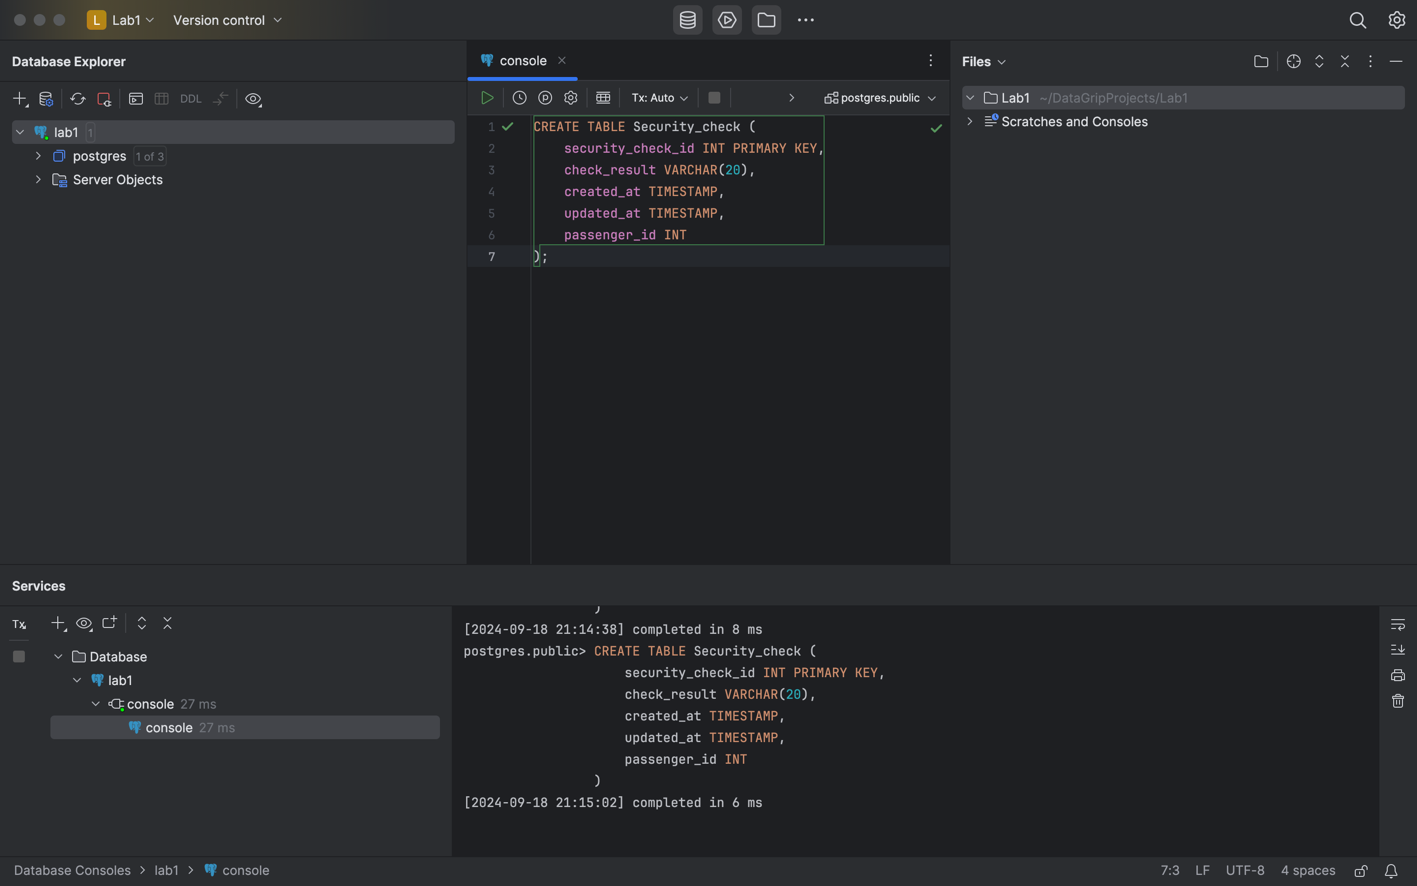 L Lab1 Version control
Database Explorer
DDL
lab1 1
postgres 1 of 3
Server Objects
console
Tx: Auto
postgres.public
1 CREATE TABLE Security_check (
2 security_check_id INT PRIMARY KEY,
3 check_result VARCHAR(20),
4 created_at TIMESTAMP,
5 updated_at TIMESTAMP,
6 passenger_id INT
7 );
Files
Lab1 ~/DataGripProjects/Lab1
Scratches and Consoles
Services
Tx
Database
lab1
console 27 ms
console 27 ms
)
[2024-09-18 21:14:38] completed in 8 ms
postgres.public> CREATE TABLE Security_check (
security_check_id INT PRIMARY KEY,
check_result VARCHAR(20),
created_at TIMESTAMP,
updated_at TIMESTAMP,
passenger_id INT
)
[2024-09-18 21:15:02] completed in 6 ms
Database Consoles > lab1 > console
7:3 LF UTF-8 4 spaces